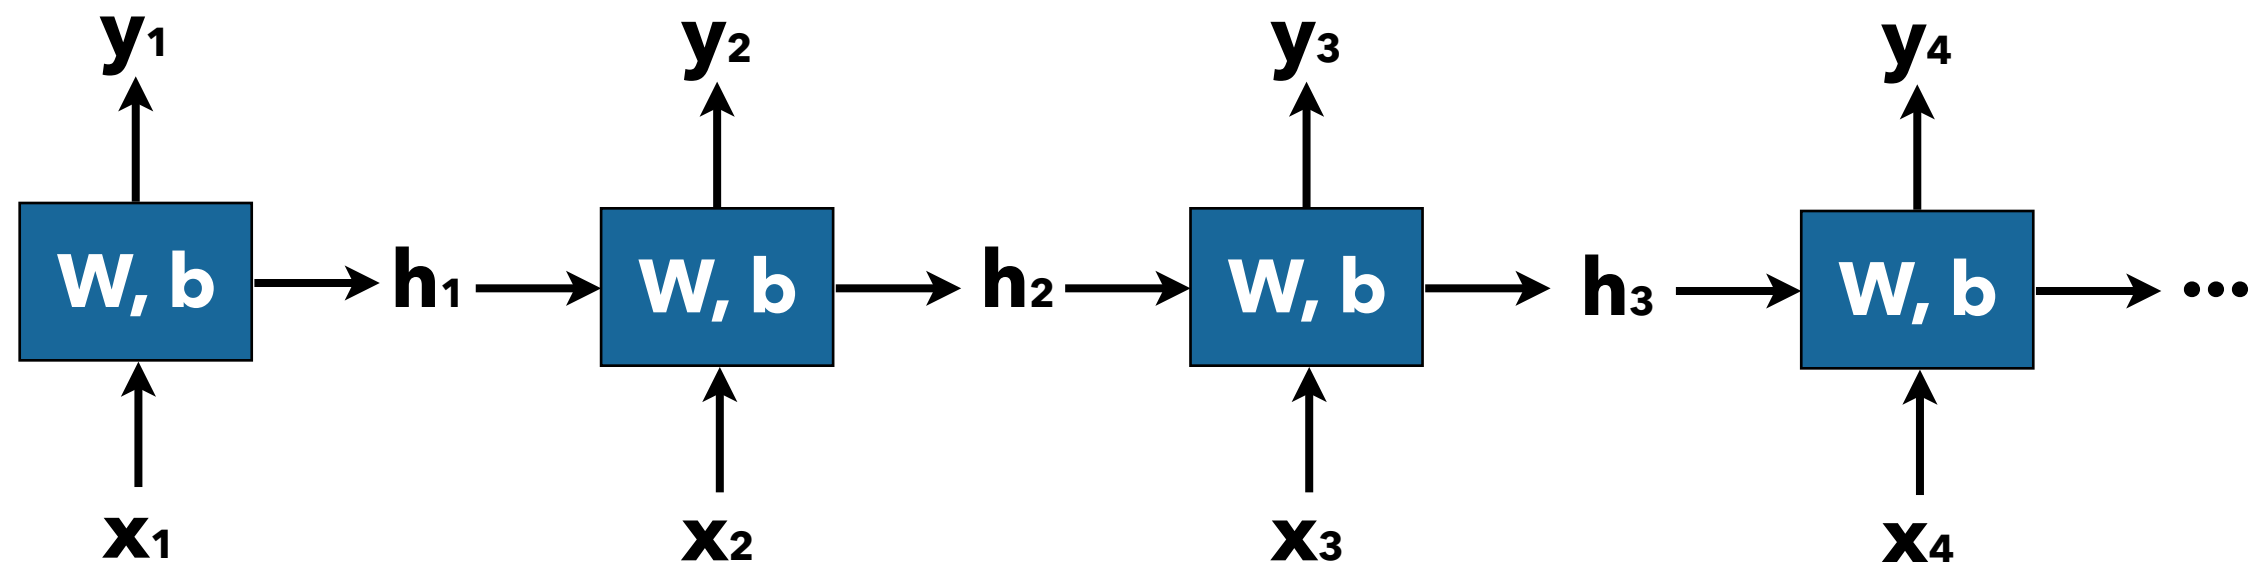 y1 y2 y3 y4
W, b h1 W, b h2 W, b h3 W, b ...
x1 x2 x3 x4